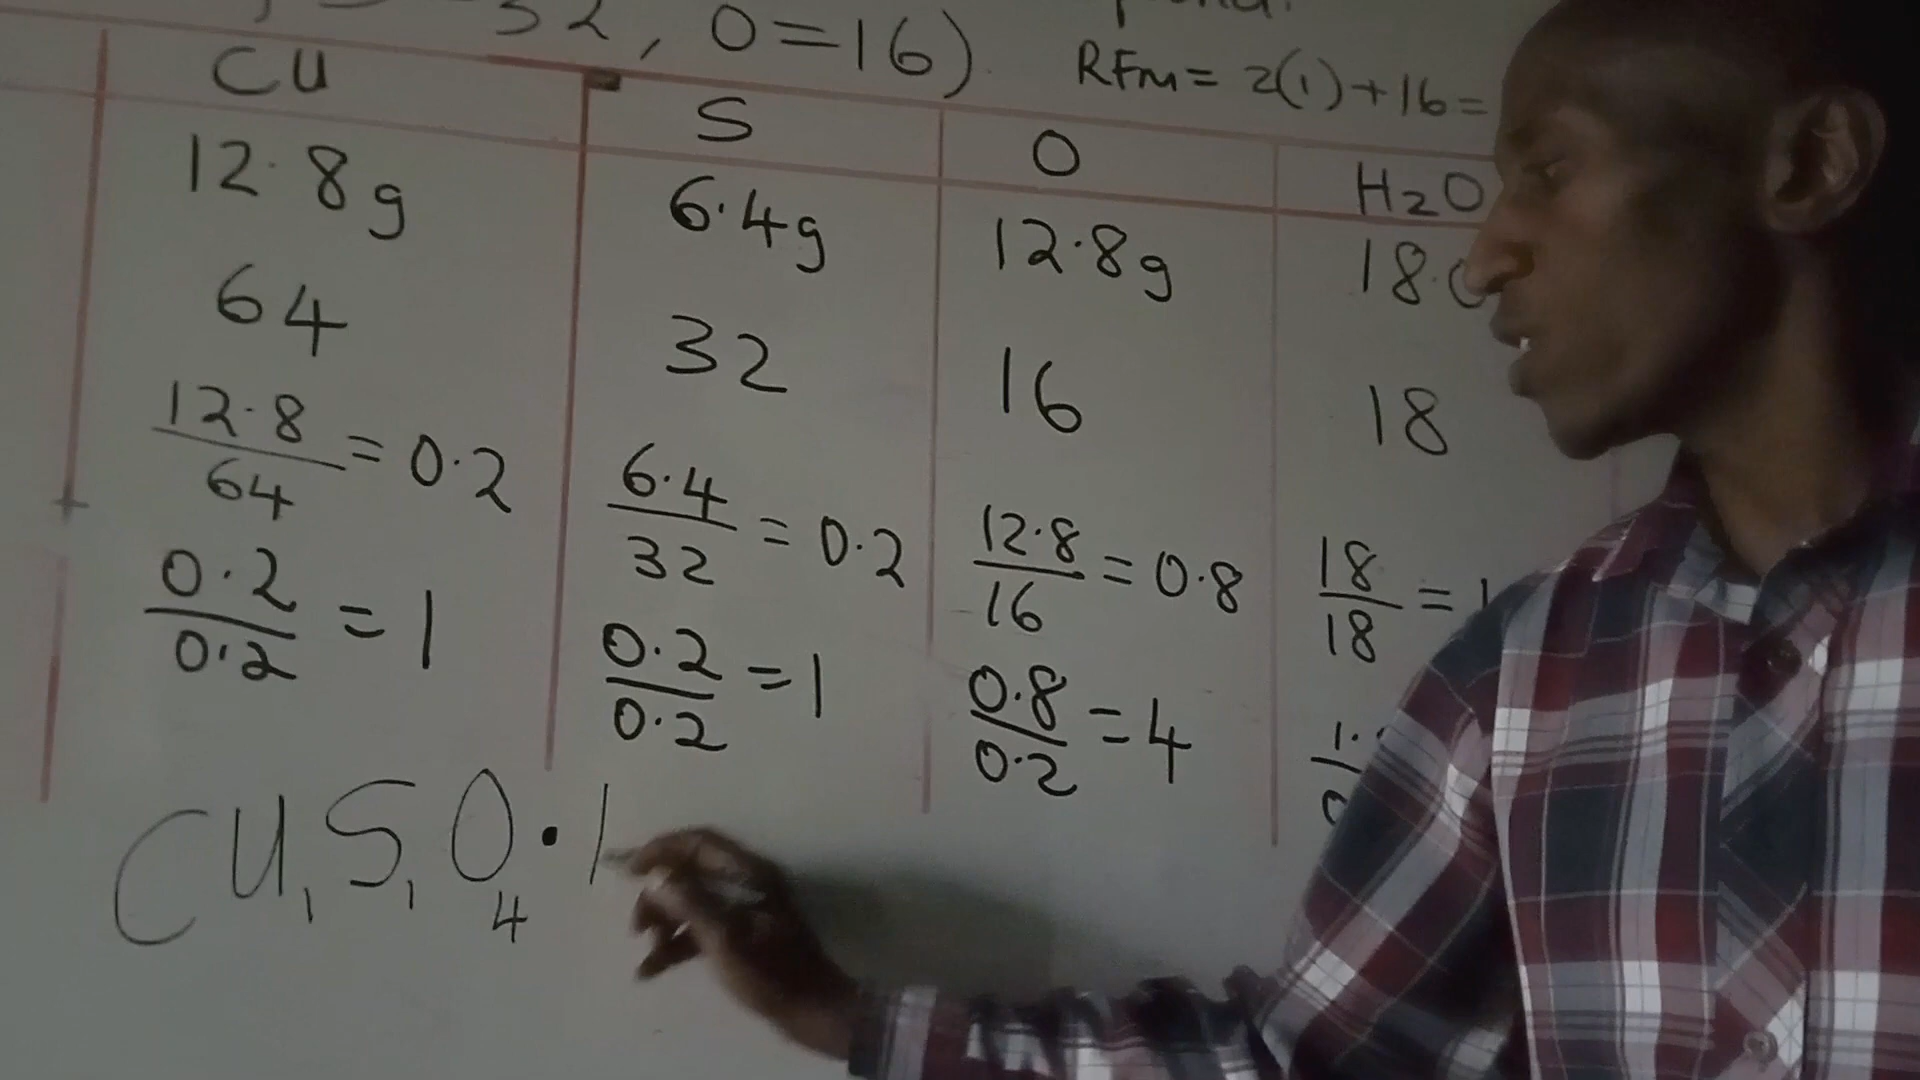 32, O=16)
RFm = 2(1)+16=
CU S O H2O
12.8g 6.4g 12.8g 18.0
64 32 16 18
12.8/64 = 0.2 6.4/32 = 0.2 12.8/16 = 0.8 18/18 = 1
0.2/0.2 = 1 0.2/0.2 = 1 0.8/0.2 = 4
CU1S1O4·